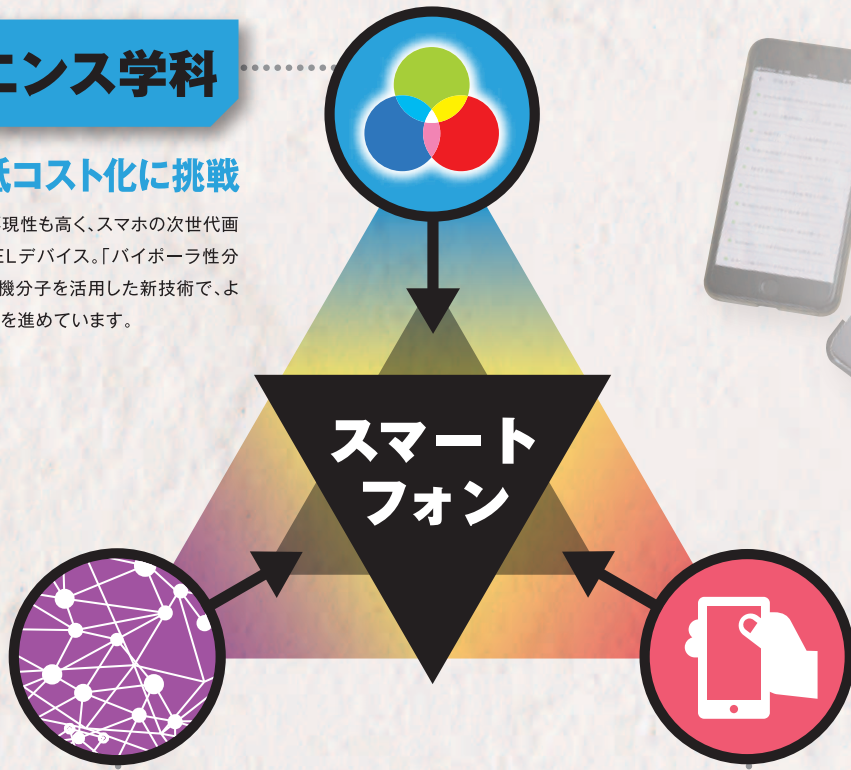 エンス学科
低コスト化に挑戦
現性も高く、スマホの次世代画
ELデバイス。「バイポーラ性分
機分子を活用した新技術で、よ
を進めています。
スマート
フォン